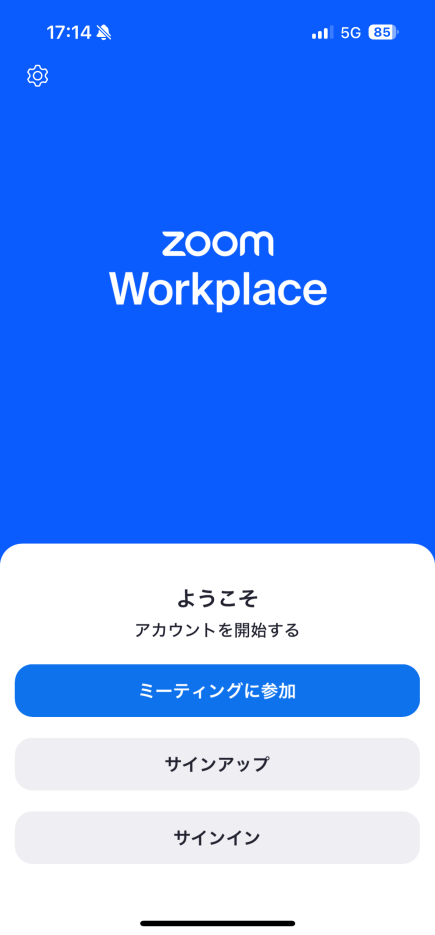 17:14
5G 85
zoom
Workplace
ようこそ
アカウントを開始する
ミーティングに参加
サインアップ
サインイン